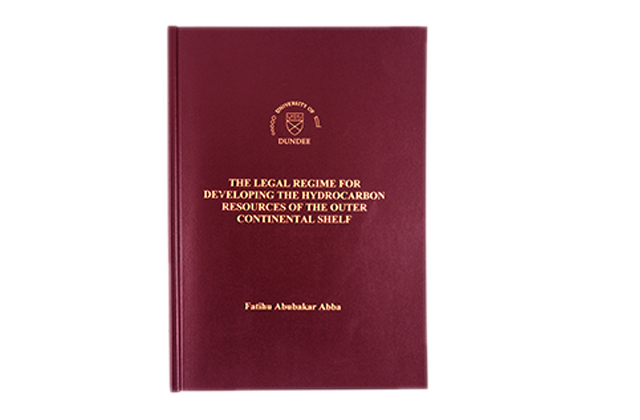 UNIVERSITY OF
DUNDEE
THE LEGAL REGIME FOR
DEVELOPING THE HYDROCARBON
RESOURCES OF THE OUTER
CONTINENTAL SHELF
Fatihu Abubakar Abba